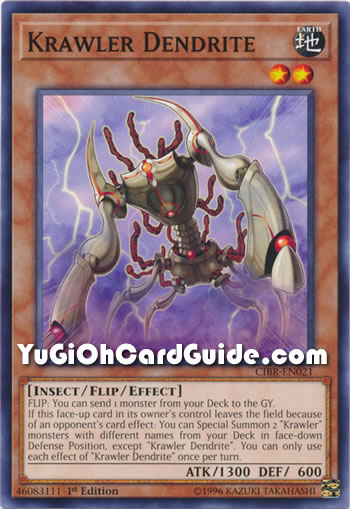 KRAWLER DENDRITE
EARTH
地
YuGiOhCardGuide.com
CIBR-EN021
[INSECT/FLIP/EFFECT]
FLIP: You can send 1 monster from your Deck to the GY.
If this face-up card in its owner's control leaves the field because
of an opponent's card effect: You can Special Summon 2 "Krawler"
monsters with different names from your Deck in face-down
Defense Position, except "Krawler Dendrite". You can only use
each effect of "Krawler Dendrite" once per turn.
ATK/1300 DEF/ 600
46083111 1st Edition ©1996 KAZUKI TAKAHASHI